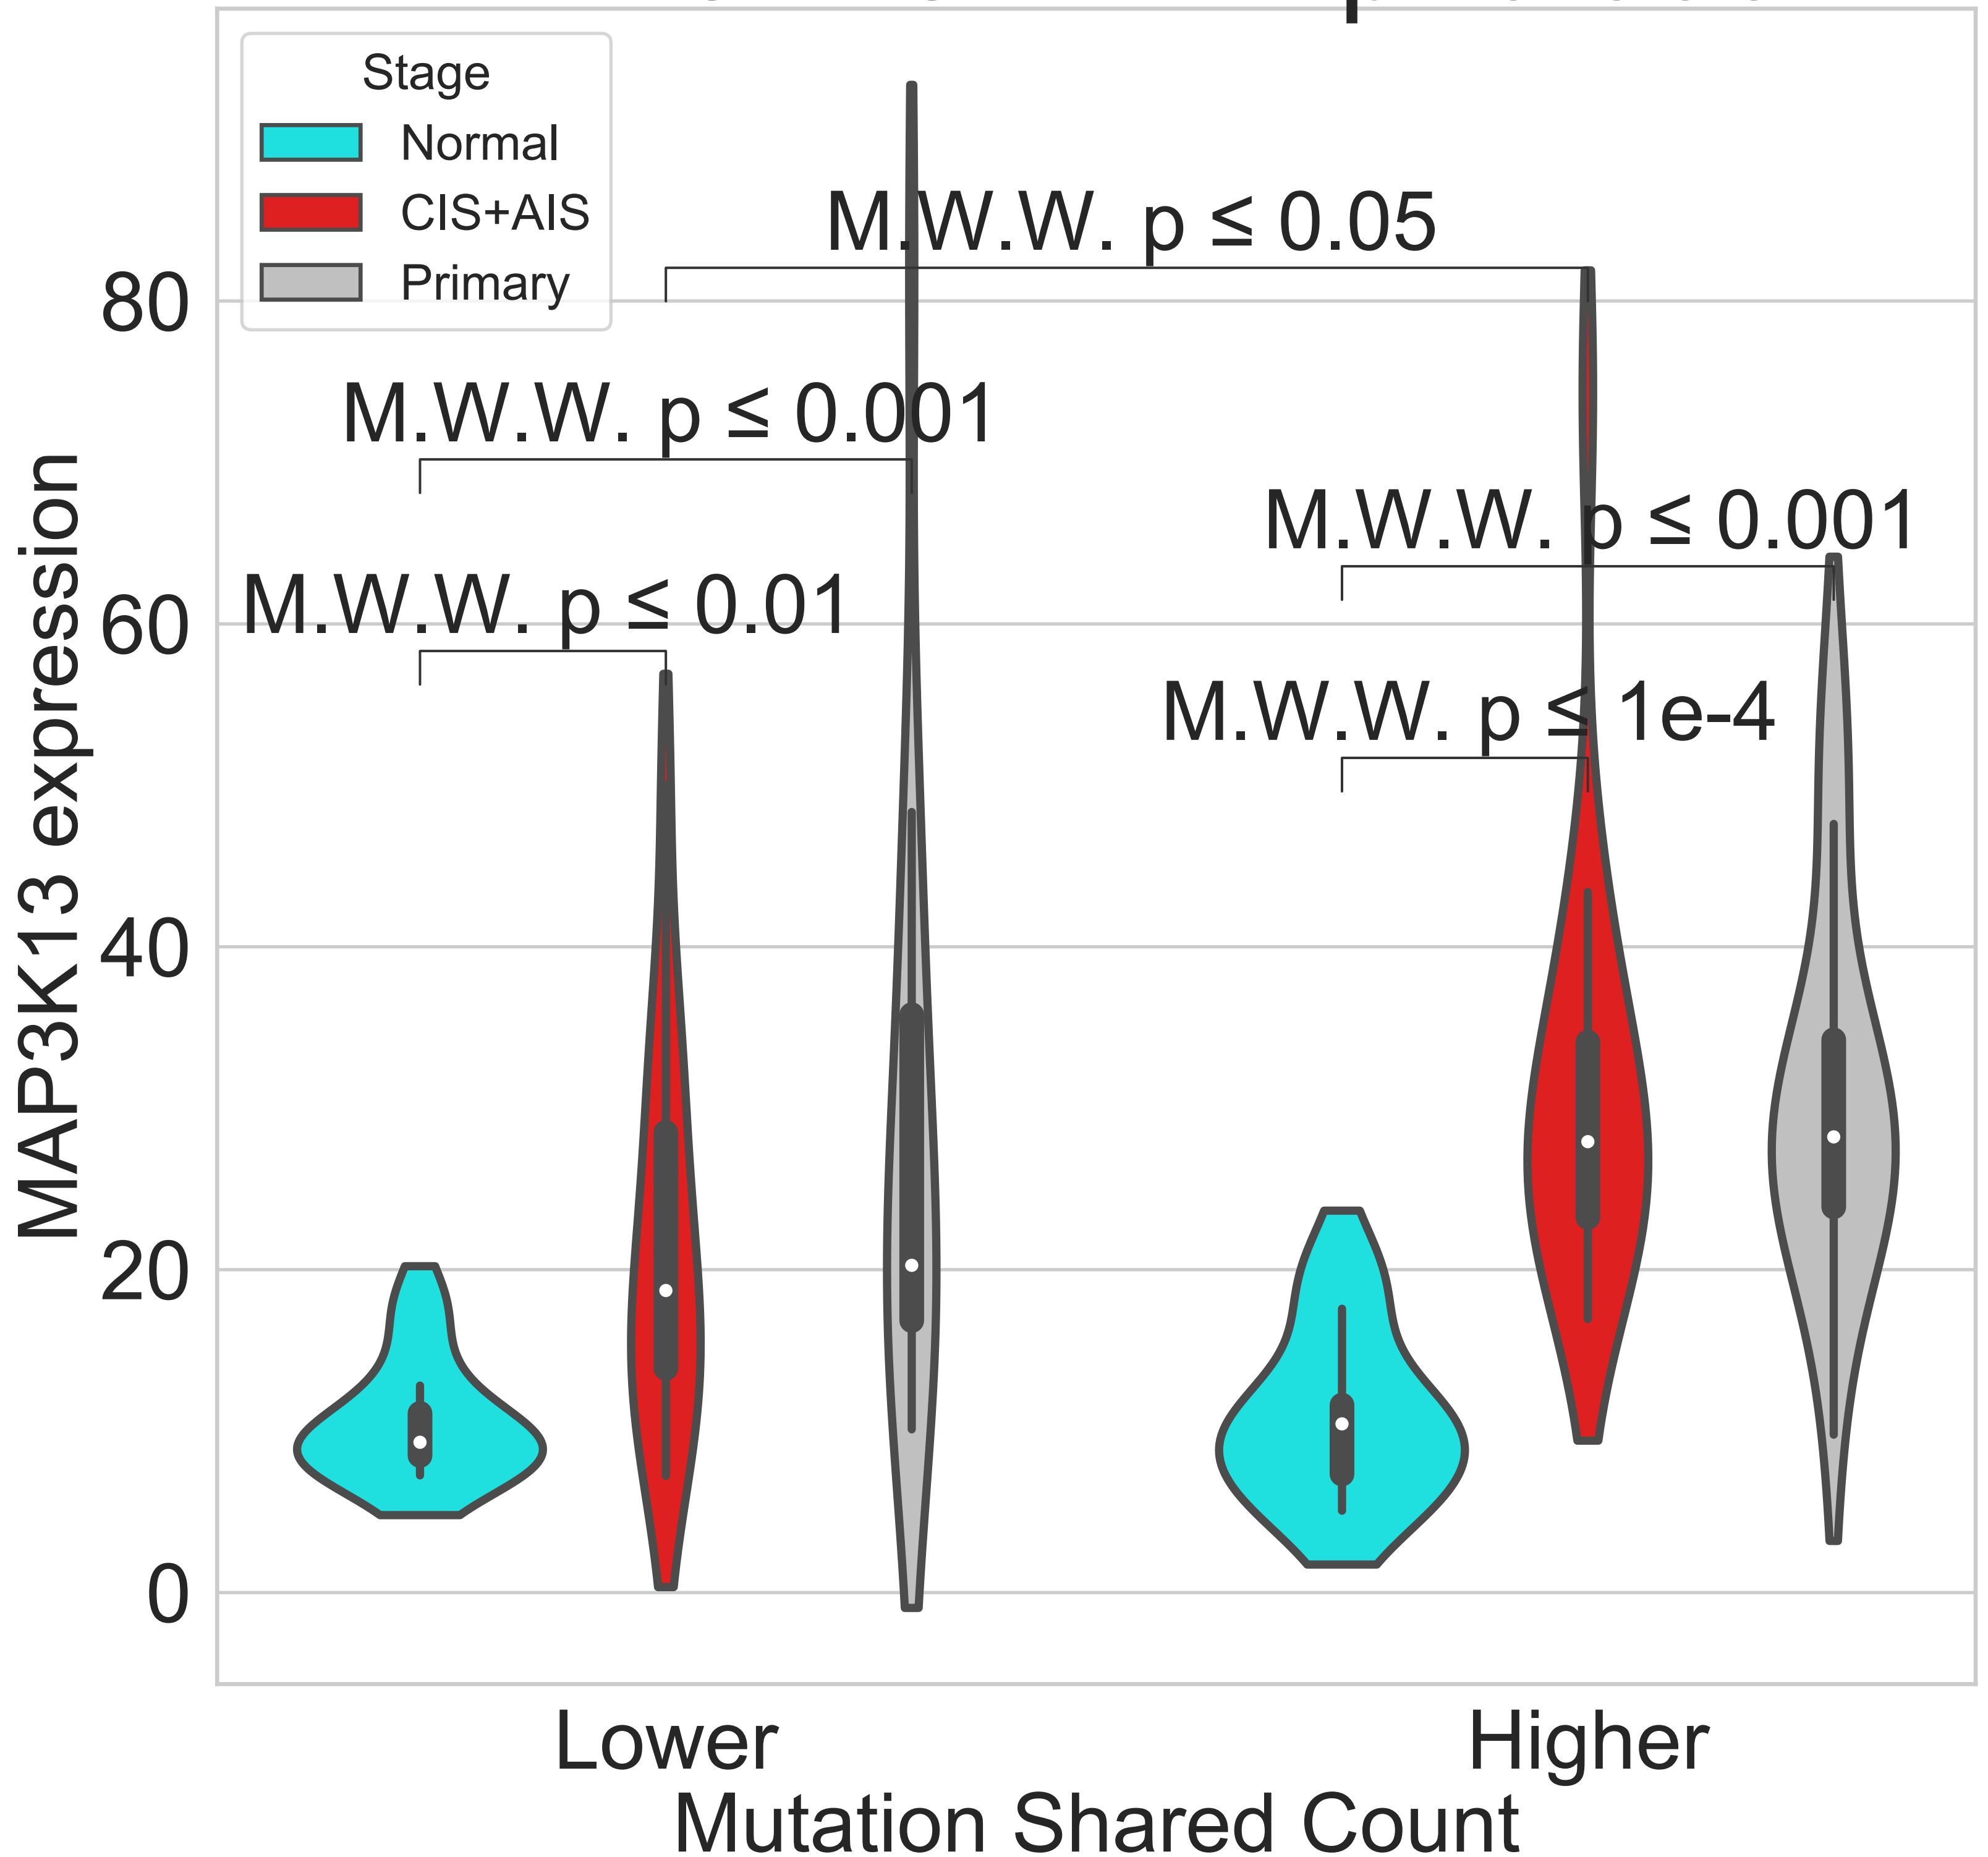 Stage
Normal
CIS+AIS
Primary
M.W.W. p ≤ 0.05
M.W.W. p ≤ 0.001
M.W.W. p ≤ 0.001
M.W.W. p ≤ 0.01
M.W.W. p ≤ 1e-4
80
60
40
20
0
MAP3K13 expression
Lower
Higher
Mutation Shared Count